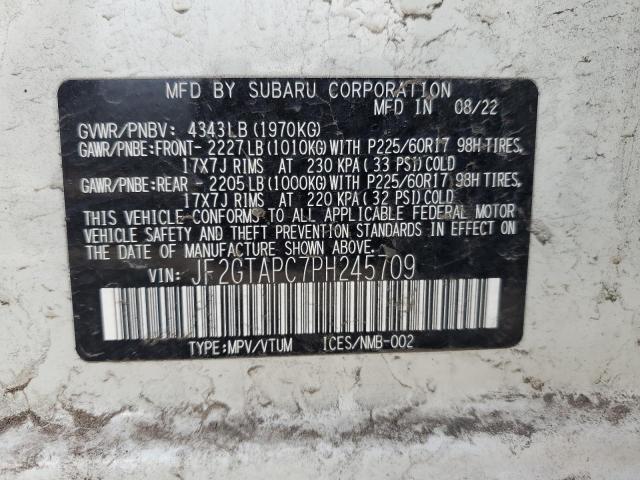 MFD BY SUBARU CORPORATION
MFD IN 08/22
GVWR/PNBV: 4343LB(1970KG)
GAWR/PNBE:FRONT- 2227LB(1010KG)WITH P225/60R17 98H TIRES,
17X7J RIMS AT 230 KPA(33 PSI)COLD
GAWR/PNBE:REAR - 2205LB(1000KG)WITH P225/60R17 98H TIRES,
17X7J RIMS AT 220 KPA(32 PSI)COLD
THIS VEHICLE CONFORMS TO ALL APPLICABLE FEDERAL MOTOR
VEHICLE SAFETY AND THEFT PREVENTION STANDARDS IN EFFECT ON
THE DATE OF MANUFACTURE SHOWN ABOVE.
VIN: JF2GTAPC7PH245709
TYPE:MPV/VTUM ICES/NMB-002